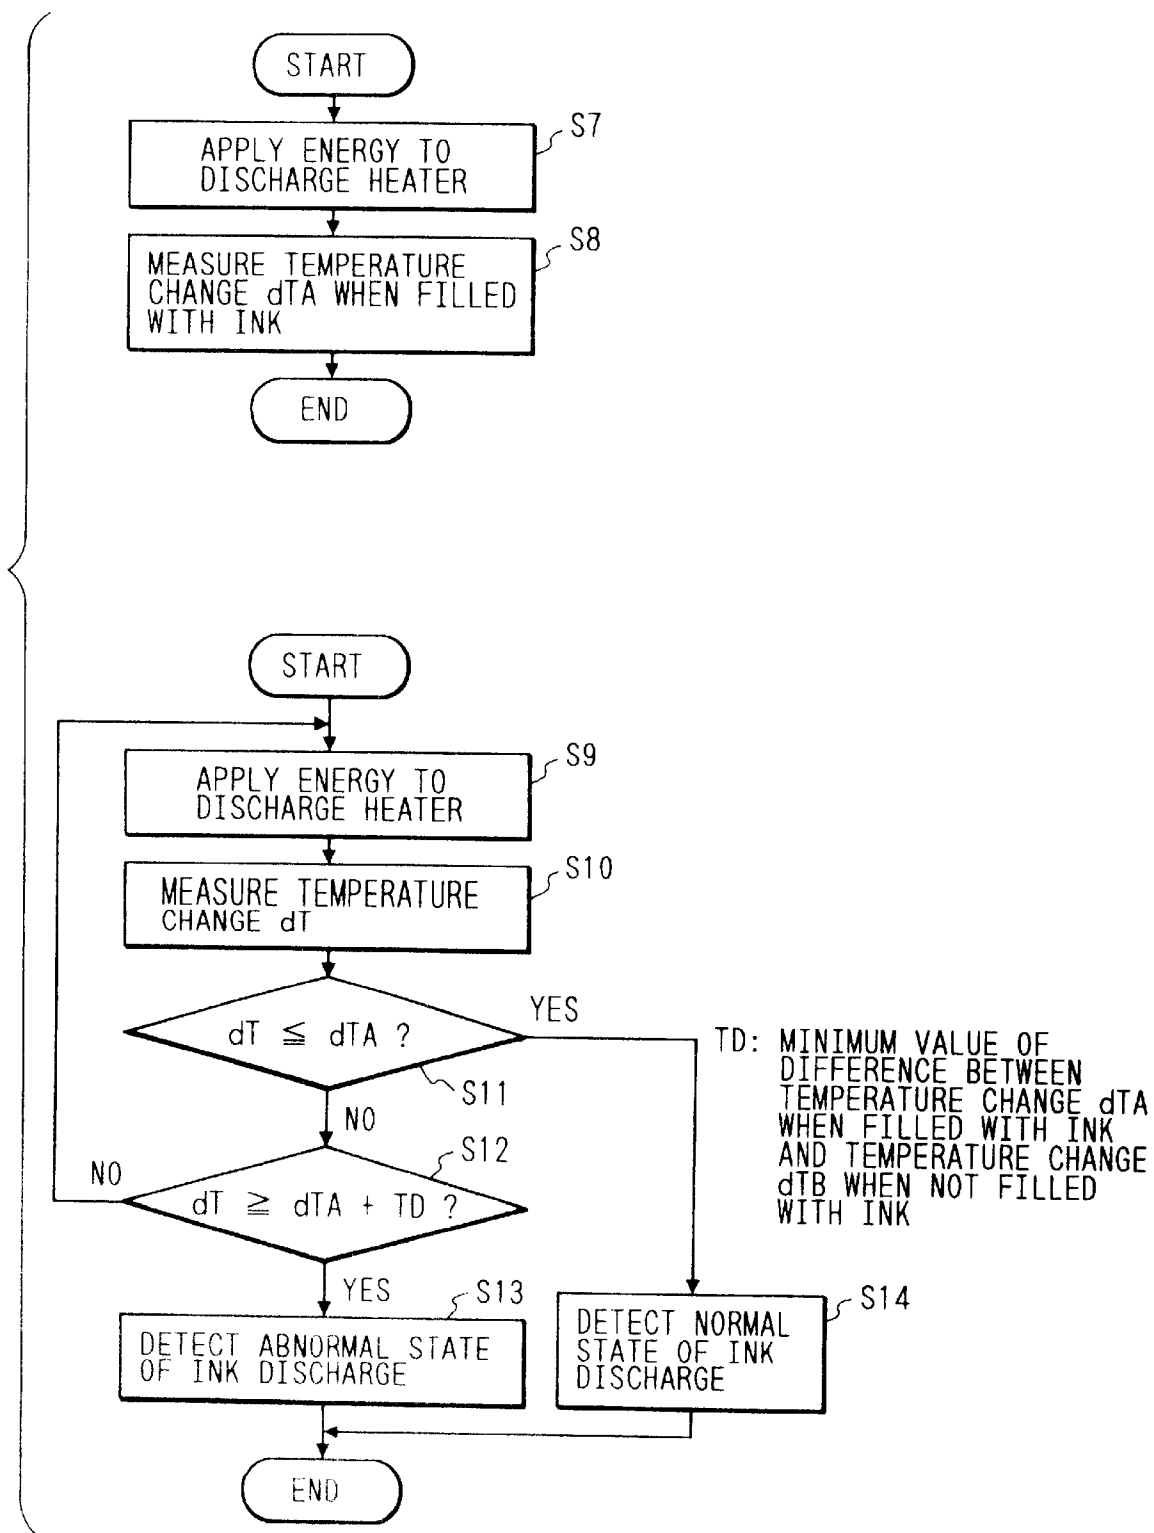 START
S7
APPLY ENERGY TO
DISCHARGE HEATER
S8
MEASURE TEMPERATURE
CHANGE dTA WHEN FILLED
WITH INK
END
START
S9
APPLY ENERGY TO
DISCHARGE HEATER
S10
MEASURE TEMPERATURE
CHANGE dT
YES
dT ≦ dTA ?
S11
NO
S12
NO
dT ≧ dTA + TD ?
TD: MINIMUM VALUE OF
DIFFERENCE BETWEEN
TEMPERATURE CHANGE dTA
WHEN FILLED WITH INK
AND TEMPERATURE CHANGE
dTB WHEN NOT FILLED
WITH INK
YES
S13
DETECT ABNORMAL STATE
OF INK DISCHARGE
S14
DETECT NORMAL
STATE OF INK
DISCHARGE
END